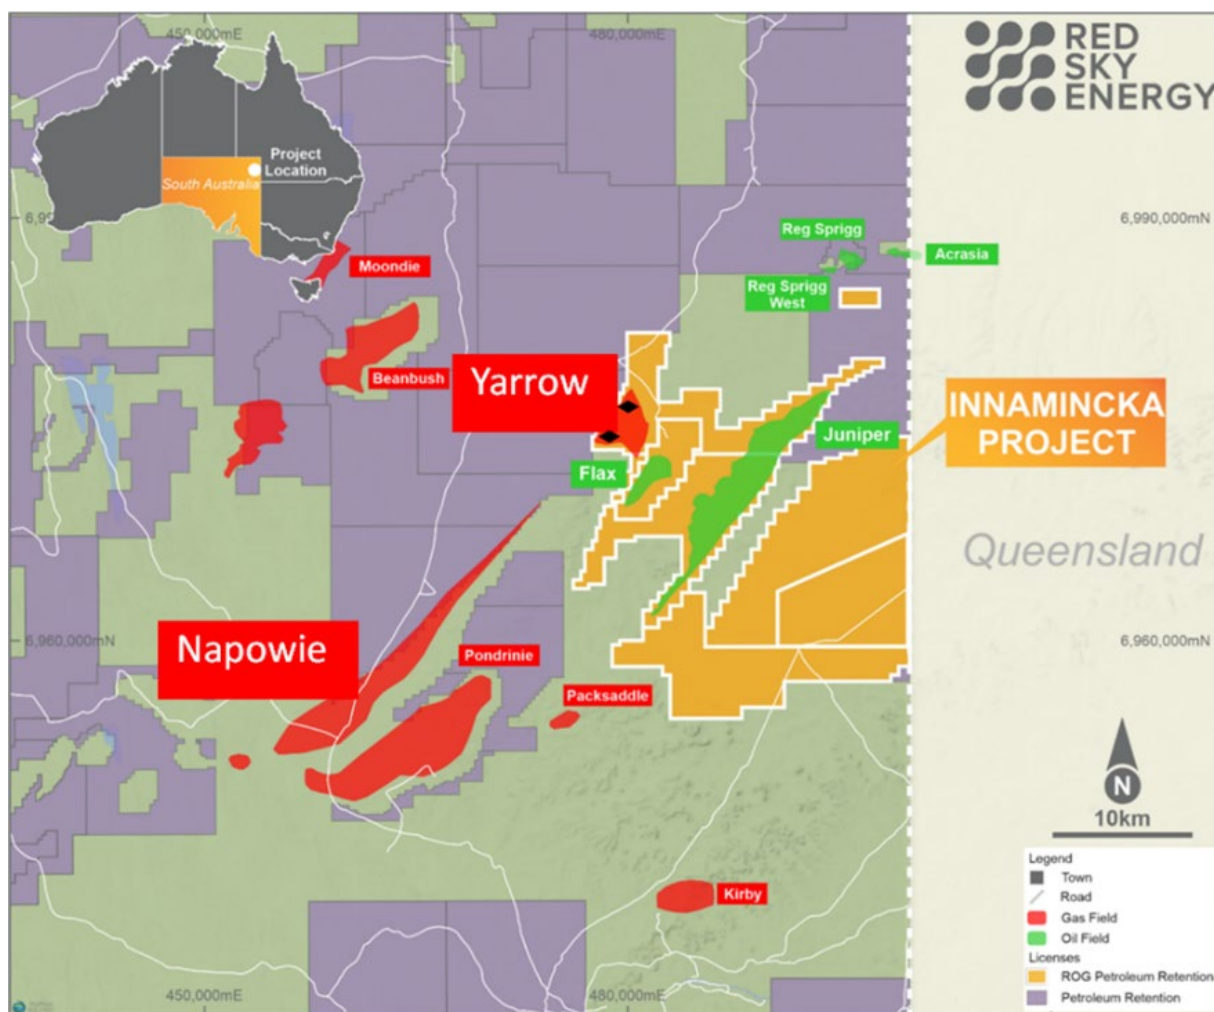 450,000mE
480,000mE
RED
SKY
ENERGY
Project
Location
South Australia
6,990,000mN
Reg Sprigg
Acrasia
Moondie
Reg Sprigg
West
Beanbush
Yarrow
Juniper
INNAMINCKA
PROJECT
Flax
Queensland
6,960,000mN
6,960,000mN
Napowie
Pondrinie
Packsaddle
N
10km
Kirby
Legend
Town
Road
Gas Field
Oil Field
Licenses
ROG Petroleum Retention
Petroleum Retention
450,000mE
480,000mE